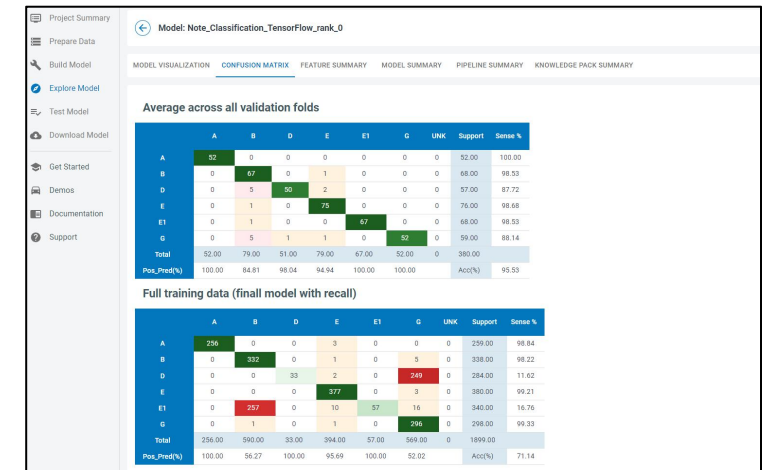 Project Summary
Prepare Data
Build Model
Explore Model
Test Model
Download Model
Get Started
Demos
Documentation
Support
Model: Note_Classification_TensorFlow_rank_0
MODEL VISUALIZATION CONFUSION MATRIX FEATURE SUMMARY MODEL SUMMARY PIPELINE SUMMARY KNOWLEDGE PACK SUMMARY
Average across all validation folds
A B D E E1 G UNK Support Sense %
A 52 0 0 0 0 0 0 52.00 100.00
B 0 67 0 1 0 0 0 68.00 98.53
D 0 5 50 2 0 0 0 57.00 87.72
E 0 1 0 75 0 0 0 76.00 98.68
E1 0 1 0 0 67 0 0 68.00 98.53
G 0 5 1 1 0 52 0 59.00 88.14
Total 52.00 79.00 51.00 79.00 67.00 52.00 0 380.00
Pos_Pred(%) 100.00 84.81 98.04 94.94 100.00 100.00 Acc(%) 95.53
Full training data (finall model with recall)
A B D E E1 G UNK Support Sense %
A 256 0 0 3 0 0 0 259.00 98.84
B 0 332 0 1 0 5 0 338.00 98.22
D 0 0 33 2 0 249 0 284.00 11.62
E 0 0 0 377 0 3 0 380.00 99.21
E1 0 257 0 10 57 16 0 340.00 16.76
G 0 1 0 1 0 296 0 298.00 99.33
Total 256.00 590.00 33.00 394.00 57.00 569.00 0 1899.00
Pos_Pred(%) 100.00 56.27 100.00 95.69 100.00 52.02 Acc(%) 71.14